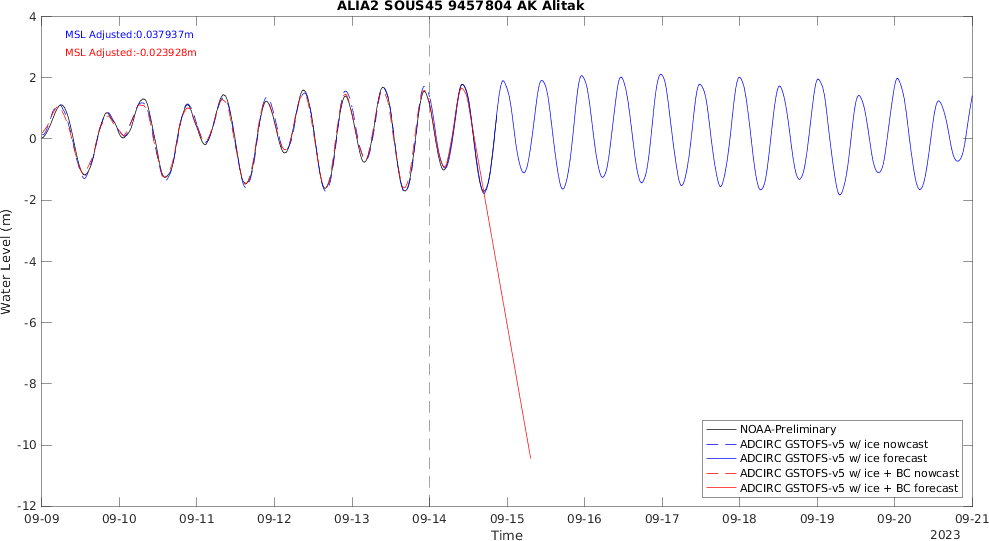 ALIA2 SOUS45 9457804 AK Alitak
MSL Adjusted:0.037937m
MSL Adjusted:-0.023928m
Water Level (m)
4
2
0
-2
-4
-6
-8
-10
-12
NOAA-Preliminary
ADCIRC GSTOFS-v5 w/ ice nowcast
ADCIRC GSTOFS-v5 w/ ice forecast
ADCIRC GSTOFS-v5 w/ ice + BC nowcast
ADCIRC GSTOFS-v5 w/ ice + BC forecast
09-09 09-10 09-11 09-12 09-13 09-14 09-15 09-16 09-17 09-18 09-19 09-20 09-21
Time
2023